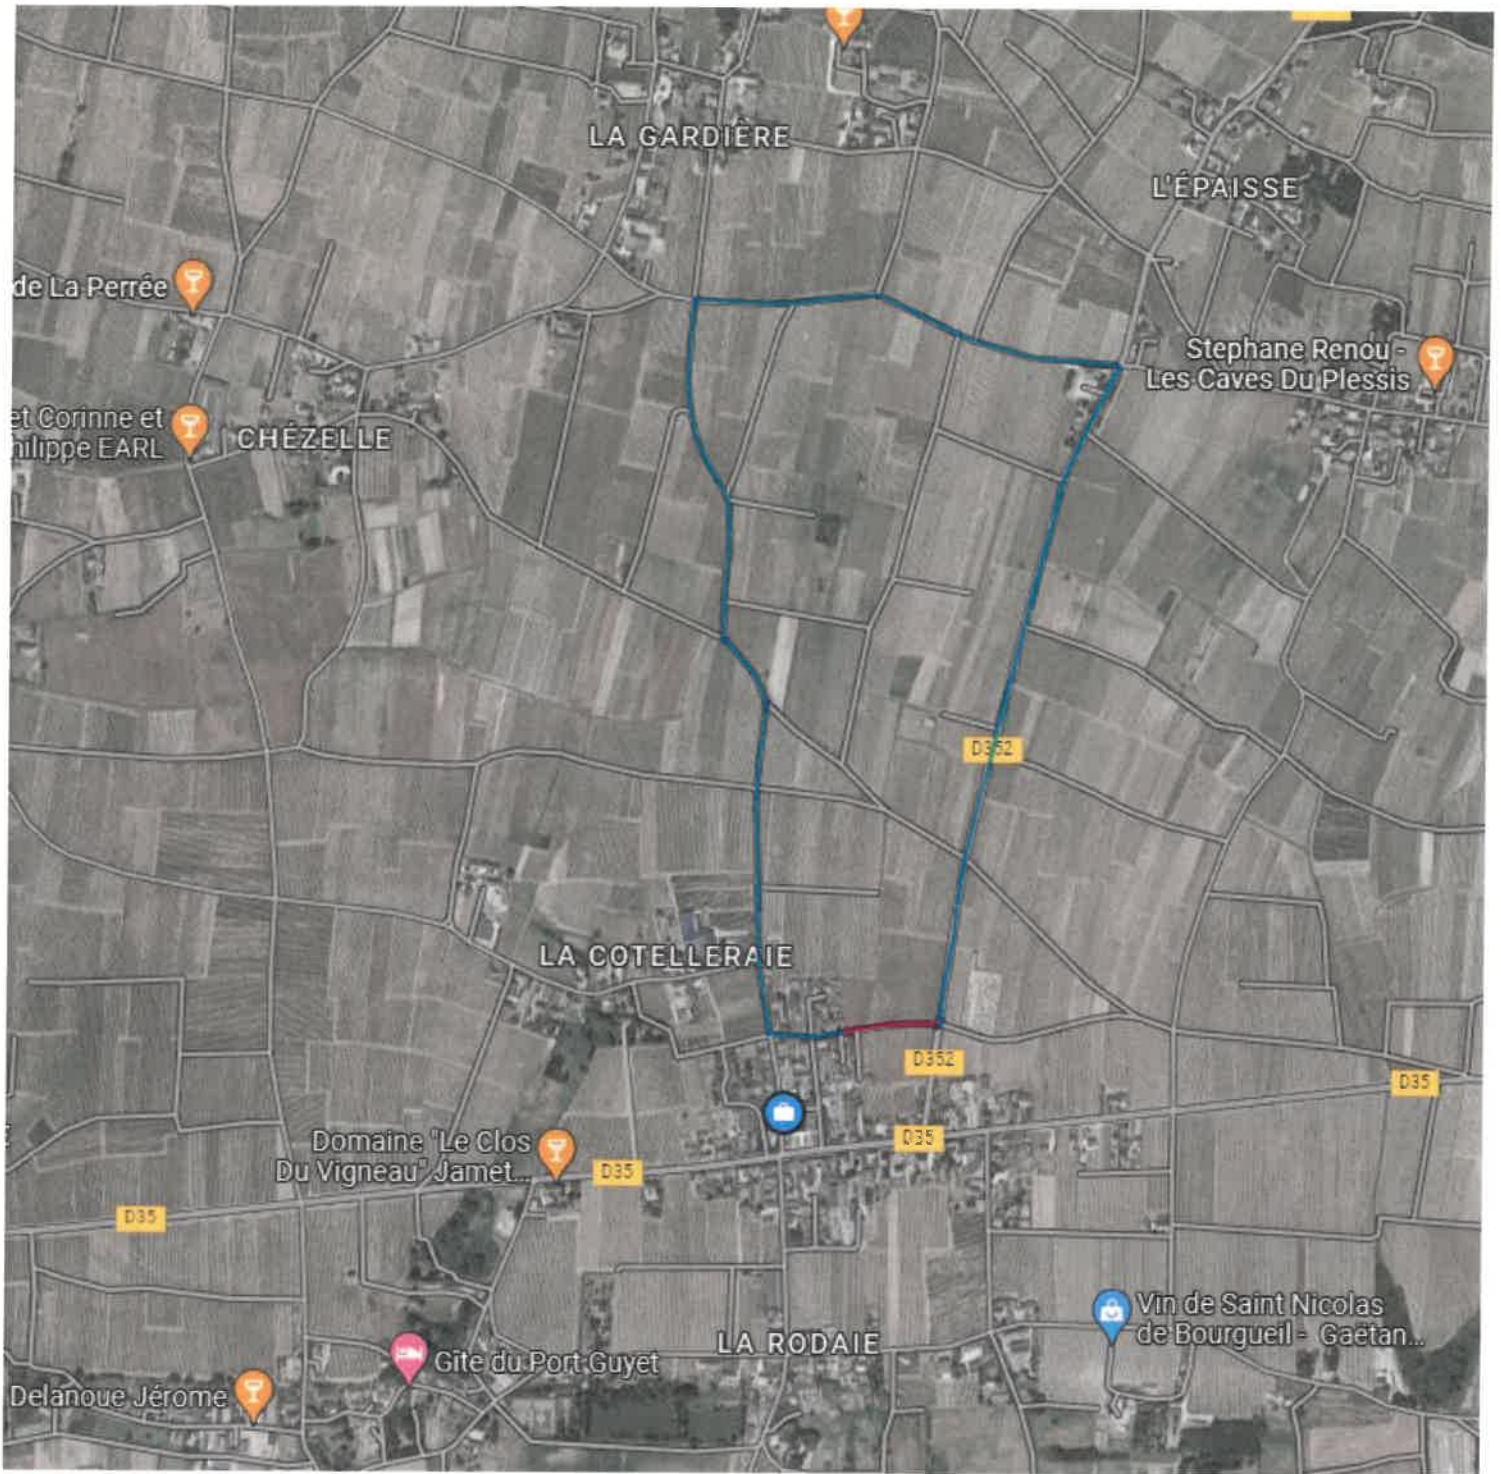 LA GARDIÈRE
L'ÉPAISSE
de La Perrée
Stephane Renou -
Les Caves Du Plessis
et Corinne et
hilippe EARL
CHÉZELLE
D352
LA COTELLERAIE
D352
D35
D35
Domaine "Le Clos
Du Vigneau" Jamet...
D35
D35
Vin de Saint Nicolas
de Bourgueil - Gaëtan...
LA RODAIE
Gîte du Port Guyet
Delanoue Jérome